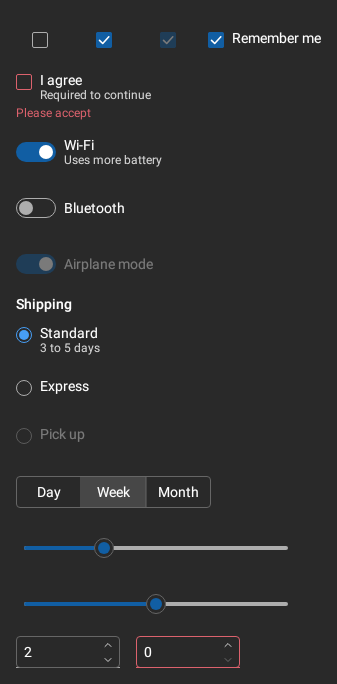 Remember me
I agree
Required to continue
Please accept
Wi-Fi
Uses more battery
Bluetooth
Airplane mode
Shipping
Standard
3 to 5 days
Express
Pick up
Day Week Month
2 0